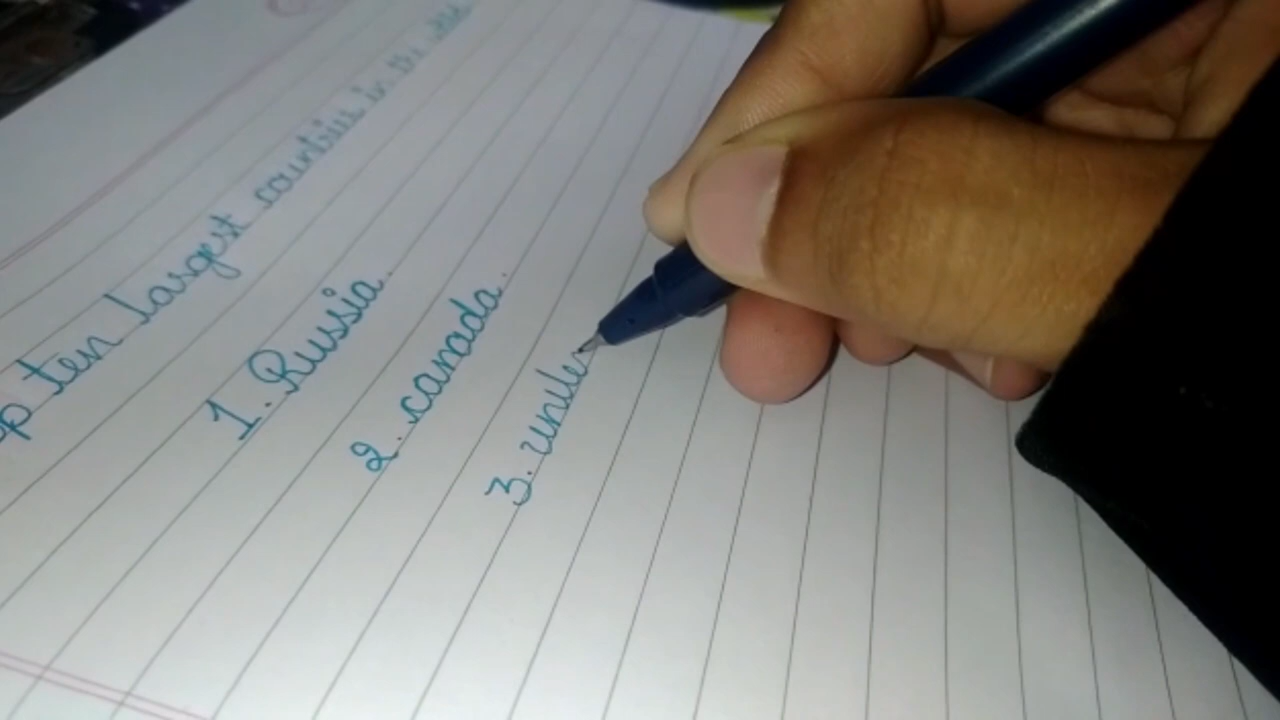 p ten largest countries in the
1. Russia.
2. canada.
3. unite